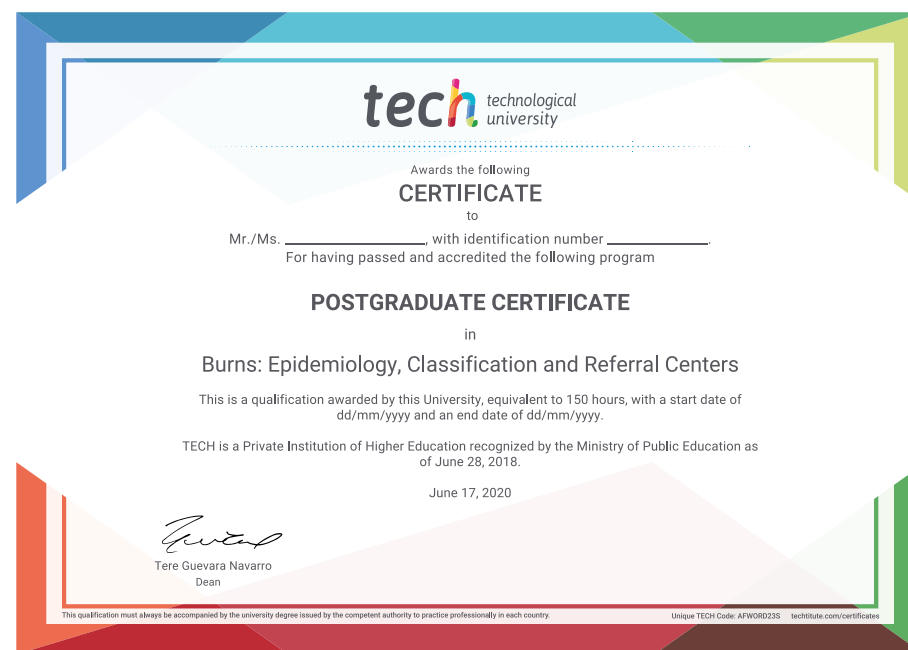 tech technological
university
Awards the following
CERTIFICATE
to
Mr./Ms. ____________, with identification number ____________.
For having passed and accredited the following program
POSTGRADUATE CERTIFICATE
in
Burns: Epidemiology, Classification and Referral Centers
This is a qualification awarded by this University, equivalent to 150 hours, with a start date of
dd/mm/yyyy and an end date of dd/mm/yyyy.
TECH is a Private Institution of Higher Education recognized by the Ministry of Public Education as
of June 28, 2018.
June 17, 2020
Tere Guevara Navarro
Dean
This qualification must always be accompanied by the university degree issued by the competent authority to practice professionally in each country.
Unique TECH Code: AFWORD23S techtitute.com/certificates